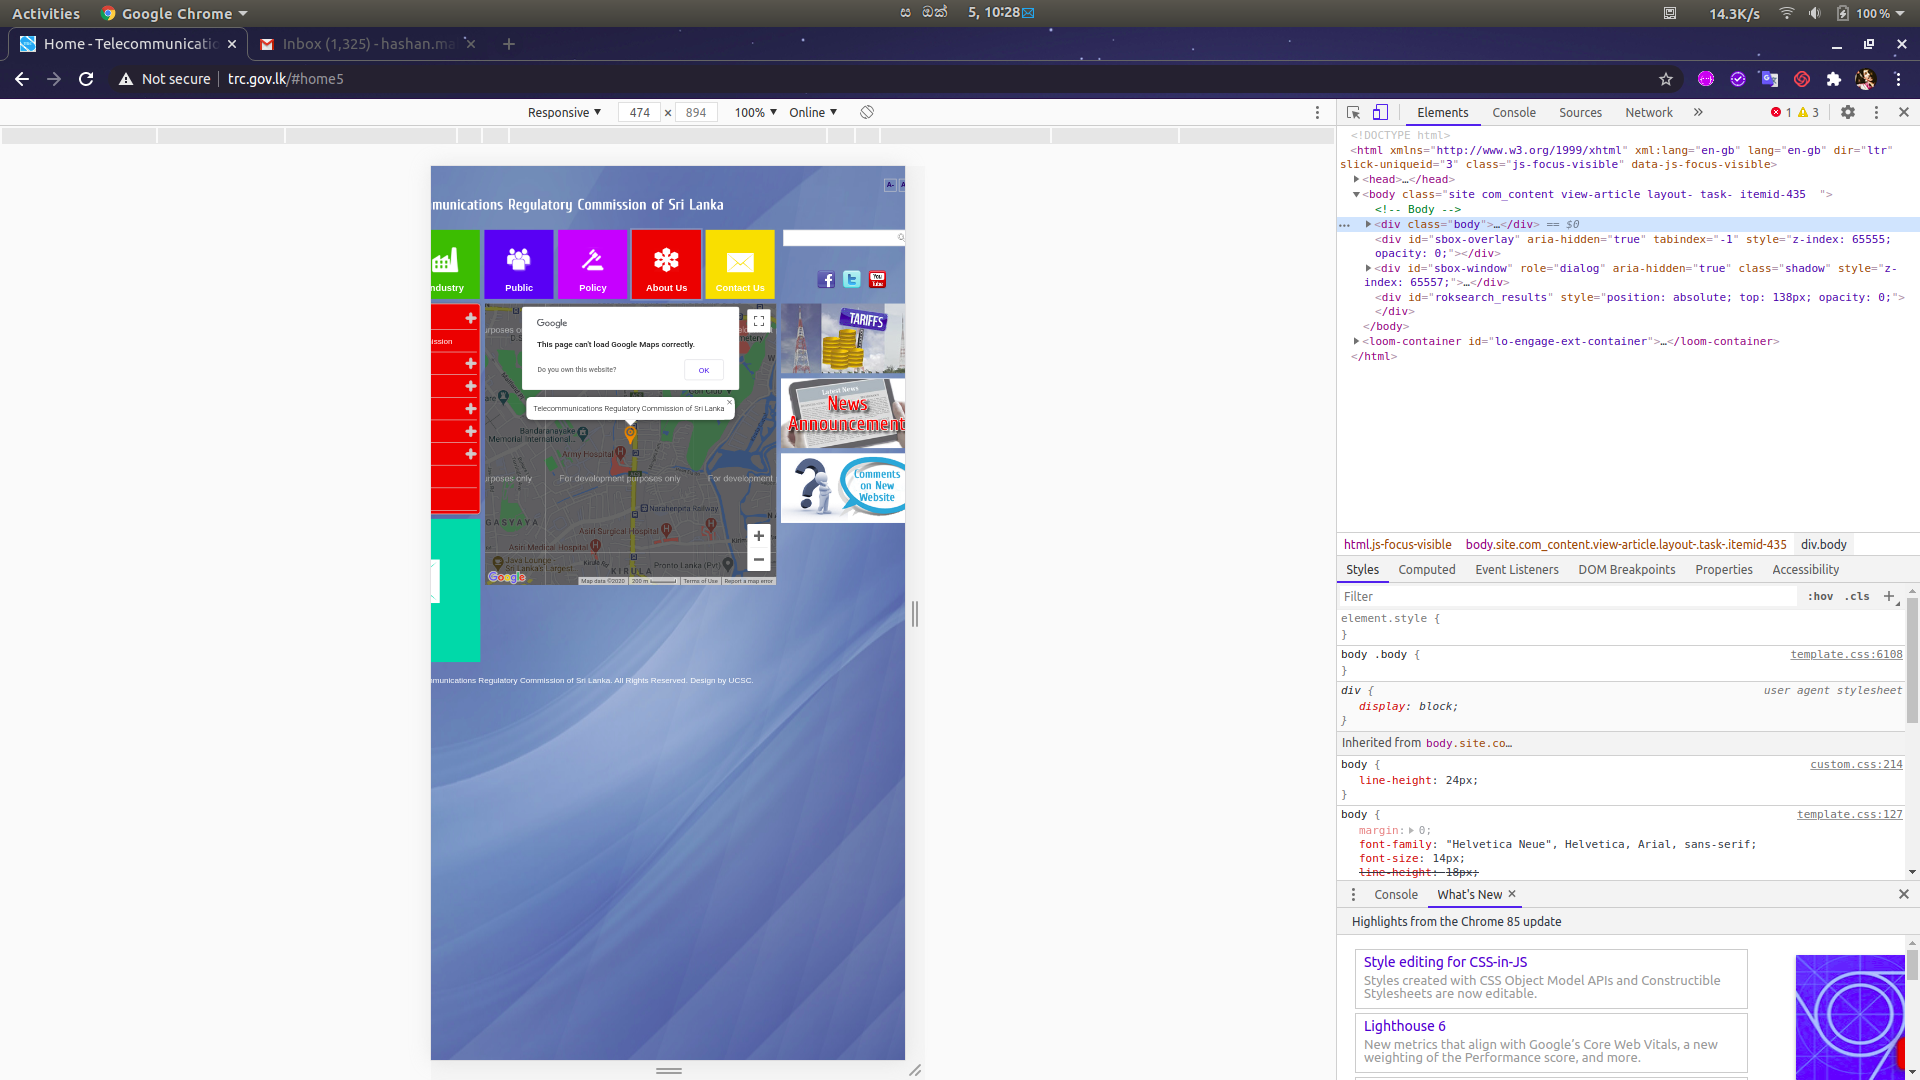 Activities
Google Chrome
ස ඔක් 5, 10:28
14.3K/s
100 %
Home - Telecommunicatio
Inbox (1,325) - hashan.ma
Not secure
trc.gov.lk/#home5
Responsive
474 × 894
100%
Online
Elements
Console
Sources
Network
1
3
A-
munications Regulatory Commission of Sri Lanka
ndustry
Public
Policy
About Us
Contact Us
You Tube
ission
Google
This page can't load Google Maps correctly.
Do you own this website?
OK
Telecommunications Regulatory Commission of Sri Lanka
TARIFFS
Latest News
News
Announcement
Comments
on New
Website
Bandaranayake
Memorial International...
Army Hospital
urposes only
For development purposes only
For development
Narahenpita Railway
GASYAYA
Asiri Surgical Hospital
Asiri Medical Hospital
Java Lounge -
Sri Lanka's Largest...
KIRULA
Pronto Lanka (Pvt)
Google
Map data ©2020
200 m
Terms of Use
Report a map error
munications Regulatory Commission of Sri Lanka. All Rights Reserved. Design by UCSC.
<!DOCTYPE html>
<html xmlns="http://www.w3.org/1999/xhtml" xml:lang="en-gb" lang="en-gb" dir="ltr"
slick-uniqueid="3" class="js-focus-visible" data-js-focus-visible>
<head>…</head>
<body class="site com_content view-article layout- task- itemid-435  ">
<!-- Body -->
<div class="body">…</div> == $0
<div id="sbox-overlay" aria-hidden="true" tabindex="-1" style="z-index: 65555;
opacity: 0;"></div>
<div id="sbox-window" role="dialog" aria-hidden="true" class="shadow" style="z-
index: 65557;">…</div>
<div id="roksearch_results" style="position: absolute; top: 138px; opacity: 0;">
</div>
</body>
<loom-container id="lo-engage-ext-container">…</loom-container>
</html>
html.js-focus-visible
body.site.com_content.view-article.layout-.task-.itemid-435
div.body
Styles
Computed
Event Listeners
DOM Breakpoints
Properties
Accessibility
Filter
:hov
.cls
element.style {
}
body .body {
template.css:6108
}
div {
user agent stylesheet
display: block;
}
Inherited from body.site.co…
body {
custom.css:214
line-height: 24px;
}
body {
template.css:127
margin: 0;
font-family: "Helvetica Neue", Helvetica, Arial, sans-serif;
font-size: 14px;
line-height: 18px;
Console
What's New
Highlights from the Chrome 85 update
Style editing for CSS-in-JS
Styles created with CSS Object Model APIs and Constructible
Stylesheets are now editable.
Lighthouse 6
New metrics that align with Google's Core Web Vitals, a new
weighting of the Performance score, and more.